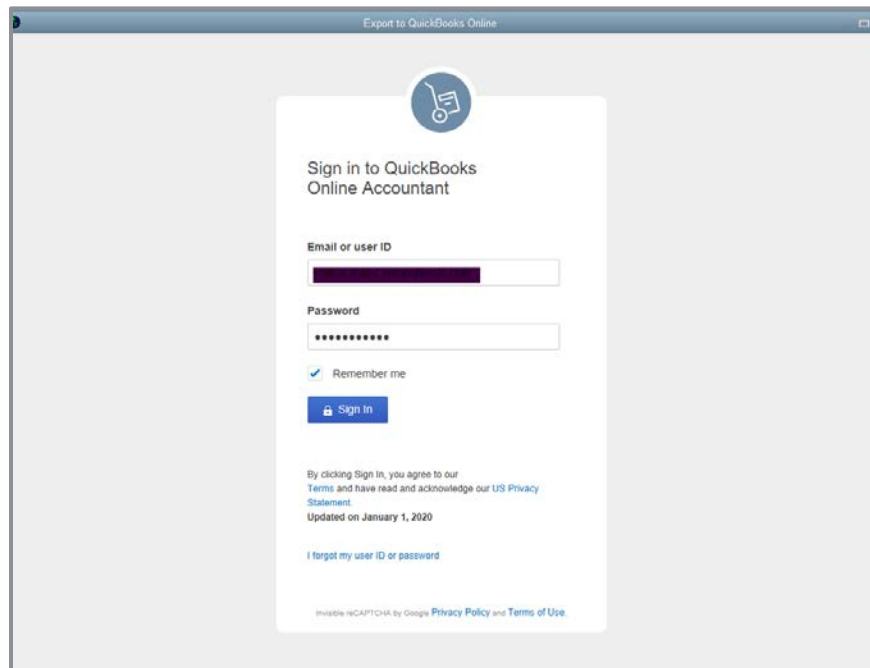 Export to QuickBooks Online
Sign in to QuickBooks
Online Accountant
Email or user ID
Password
Remember me
Sign In
By clicking Sign In, you agree to our
Terms and have read and acknowledge our US Privacy
Statement.
Updated on January 1, 2020
I forgot my user ID or password
Invisible reCAPTCHA by Google Privacy Policy and Terms of Use.